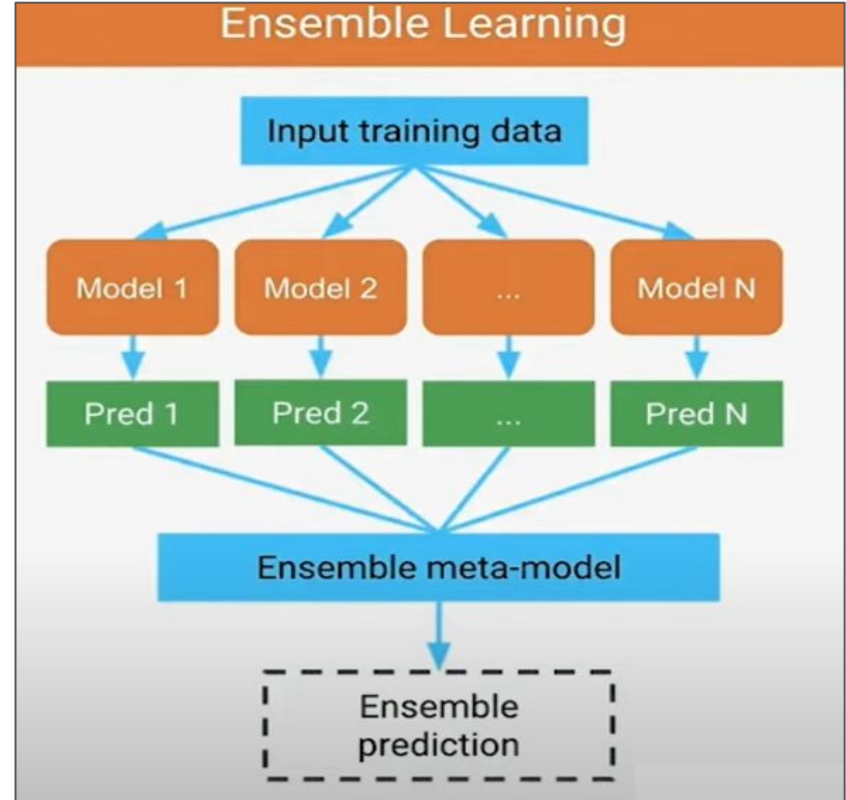 Ensemble Learning
Input training data
Model 1
Model 2
...
Model N
Pred 1
Pred 2
...
Pred N
Ensemble meta-model
Ensemble
prediction